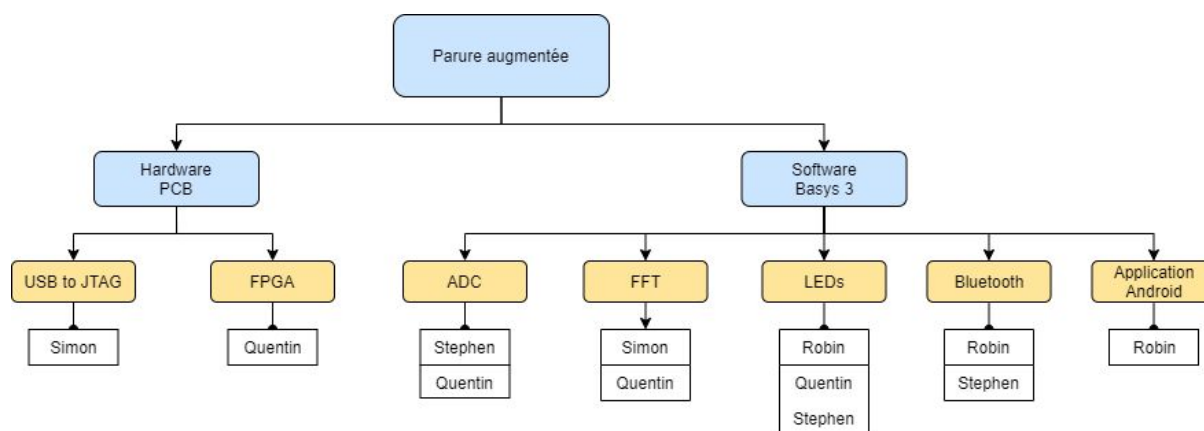 Parure augmentée
Hardware
PCB
Software
Basys 3
USB to JTAG
FPGA
ADC
FFT
LEDs
Bluetooth
Application
Android
Simon
Quentin
Stephen
Quentin
Simon
Quentin
Robin
Quentin
Stephen
Robin
Stephen
Robin